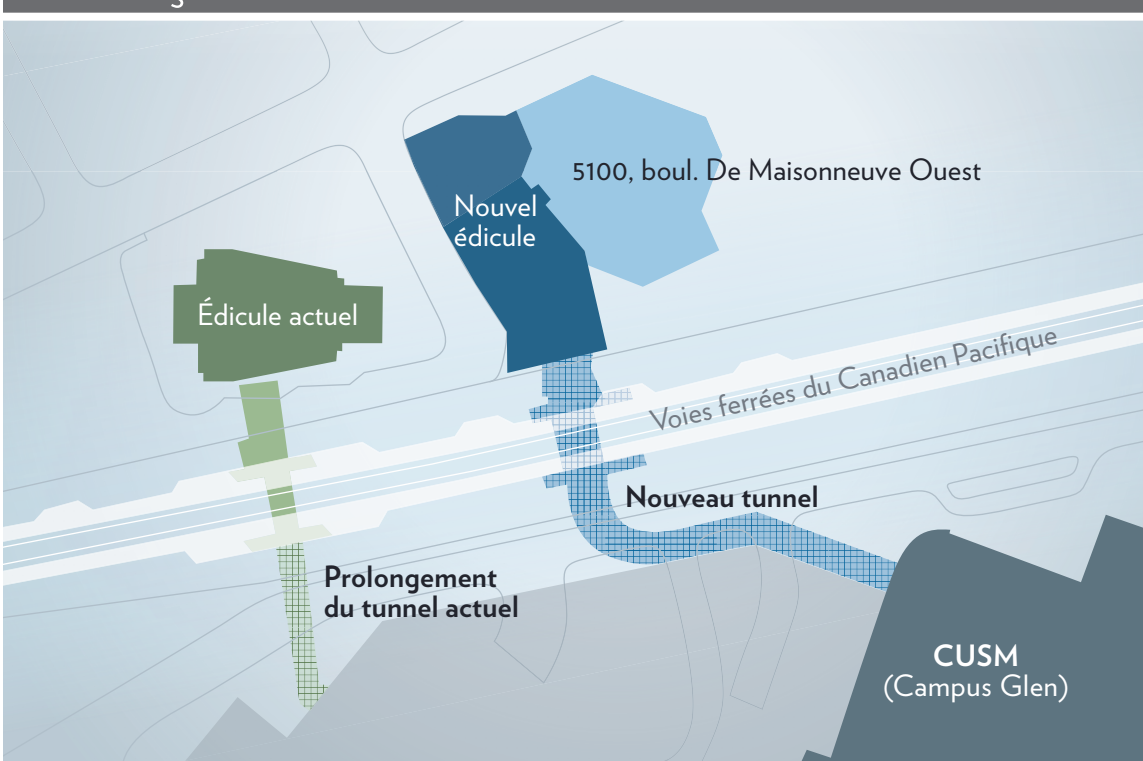 5100, boul. De Maisonneuve Ouest
Nouvel
édicule
Édicule actuel
Voies ferrées du Canadien Pacifique
Nouveau tunnel
Prolongement
du tunnel actuel
CUSM
(Campus Glen)